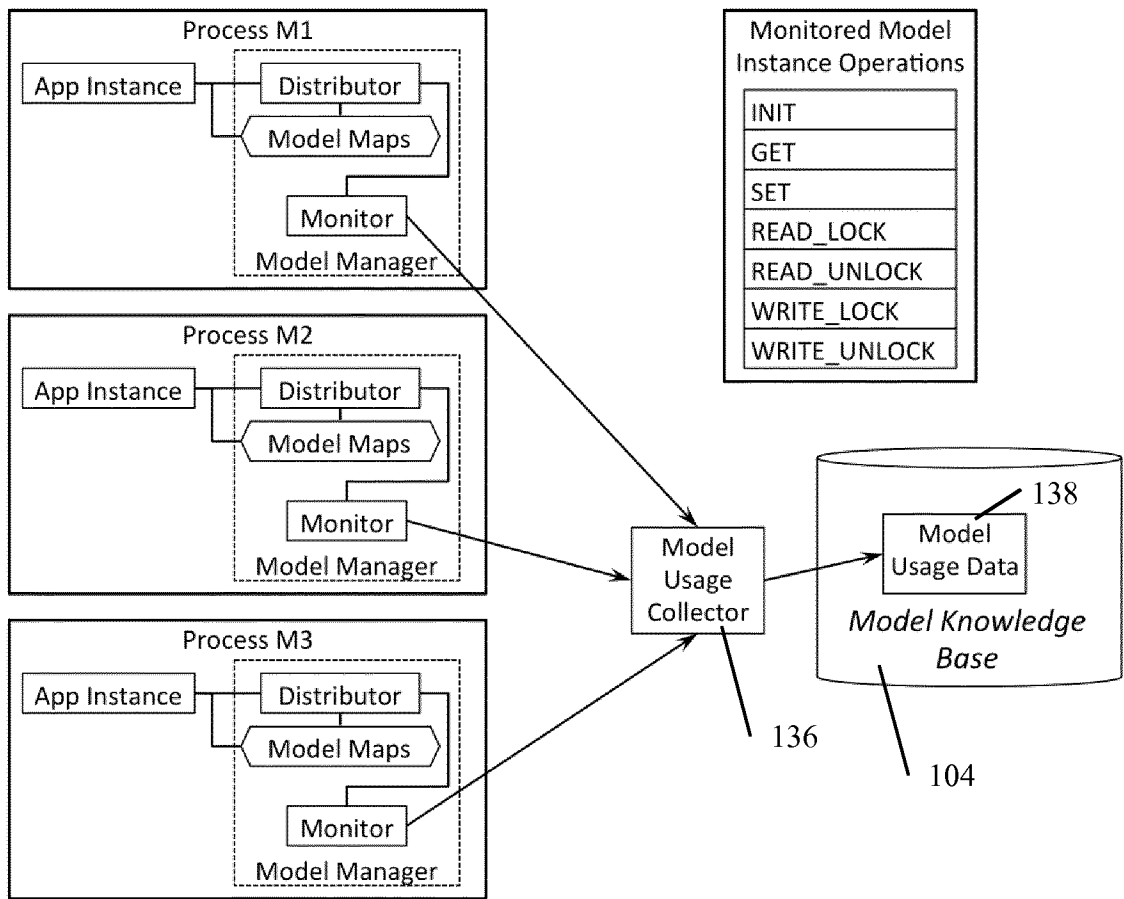 Process M1
App Instance
Distributor
Model Maps
Monitor
Model Manager
Process M2
App Instance
Distributor
Model Maps
Monitor
Model Manager
Process M3
App Instance
Distributor
Model Maps
Monitor
Model Manager
Monitored Model
Instance Operations
INIT
GET
SET
READ_LOCK
READ_UNLOCK
WRITE_LOCK
WRITE_UNLOCK
Model
Usage
Collector
136
138
Model
Usage Data
Model Knowledge
Base
104